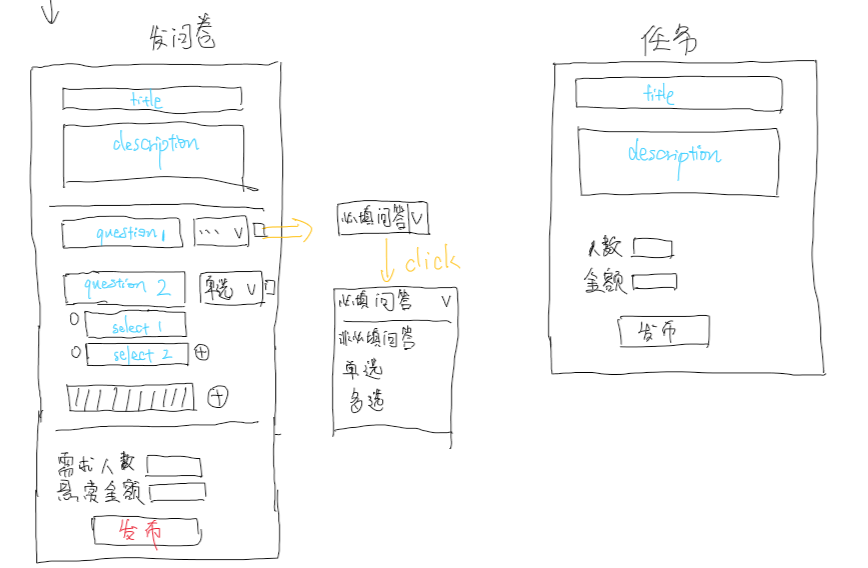 发问卷
title
description
question 1
...
question 2
单选
select 1
select 2
需求人数
悬赏金额
发布
必填问答
click
必填问答
非必填问答
单选
多选
任务
title
description
人数
金额
发布